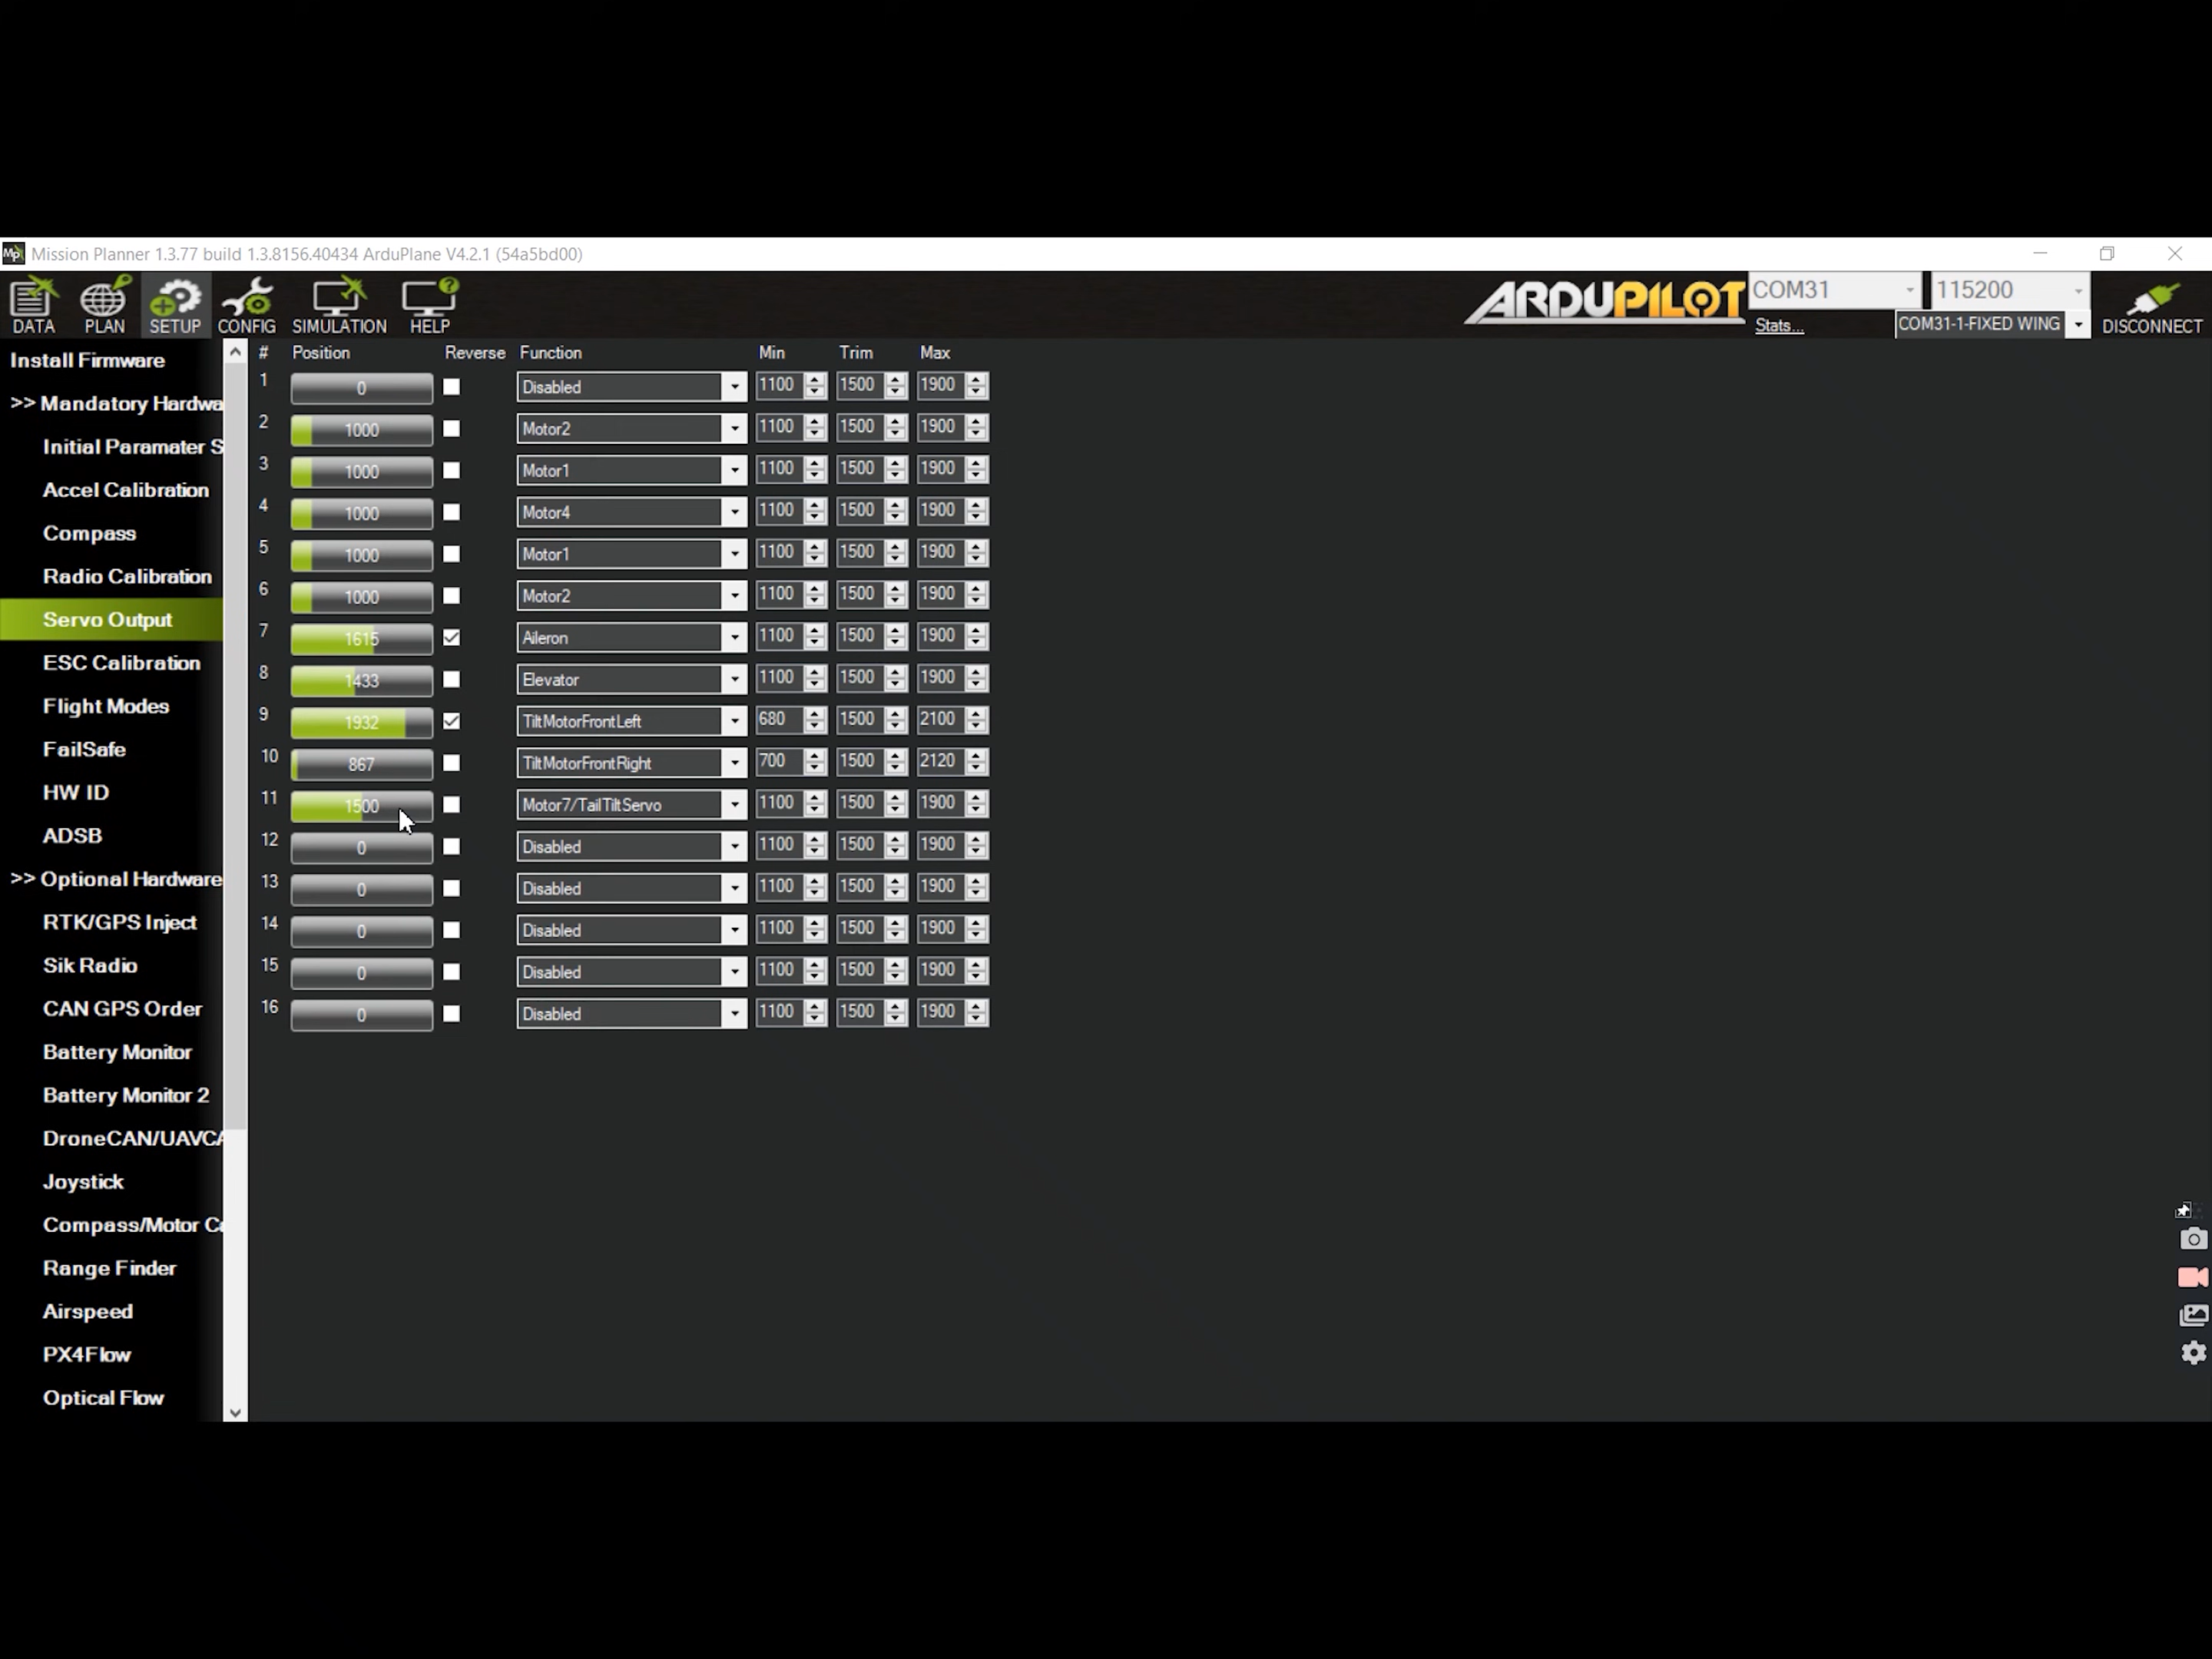 Mission Planner 1.3.77 build 1.3.8156.40434 ArduPlane V4.2.1 (54a5bd00)
DATA PLAN SETUP CONFIG SIMULATION HELP
ARDUPILOT
COM31 115200
Stats... COM31-1-FIXED WING DISCONNECT
Install Firmware
>> Mandatory Hardwa
Initial Paramater S
Accel Calibration
Compass
Radio Calibration
Servo Output
ESC Calibration
Flight Modes
FailSafe
HW ID
ADSB
>> Optional Hardware
RTK/GPS Inject
Sik Radio
CAN GPS Order
Battery Monitor
Battery Monitor 2
DroneCAN/UAVCA
Joystick
Compass/Motor Ca
Range Finder
Airspeed
PX4Flow
Optical Flow
# Position Reverse Function Min Trim Max
1 0 Disabled 1100 1500 1900
2 1000 Motor2 1100 1500 1900
3 1000 Motor1 1100 1500 1900
4 1000 Motor4 1100 1500 1900
5 1000 Motor1 1100 1500 1900
6 1000 Motor2 1100 1500 1900
7 1615 Aileron 1100 1500 1900
8 1433 Elevator 1100 1500 1900
9 1932 TiltMotorFrontLeft 680 1500 2100
10 867 TiltMotorFrontRight 700 1500 2120
11 1500 Motor7/TailTiltServo 1100 1500 1900
12 0 Disabled 1100 1500 1900
13 0 Disabled 1100 1500 1900
14 0 Disabled 1100 1500 1900
15 0 Disabled 1100 1500 1900
16 0 Disabled 1100 1500 1900